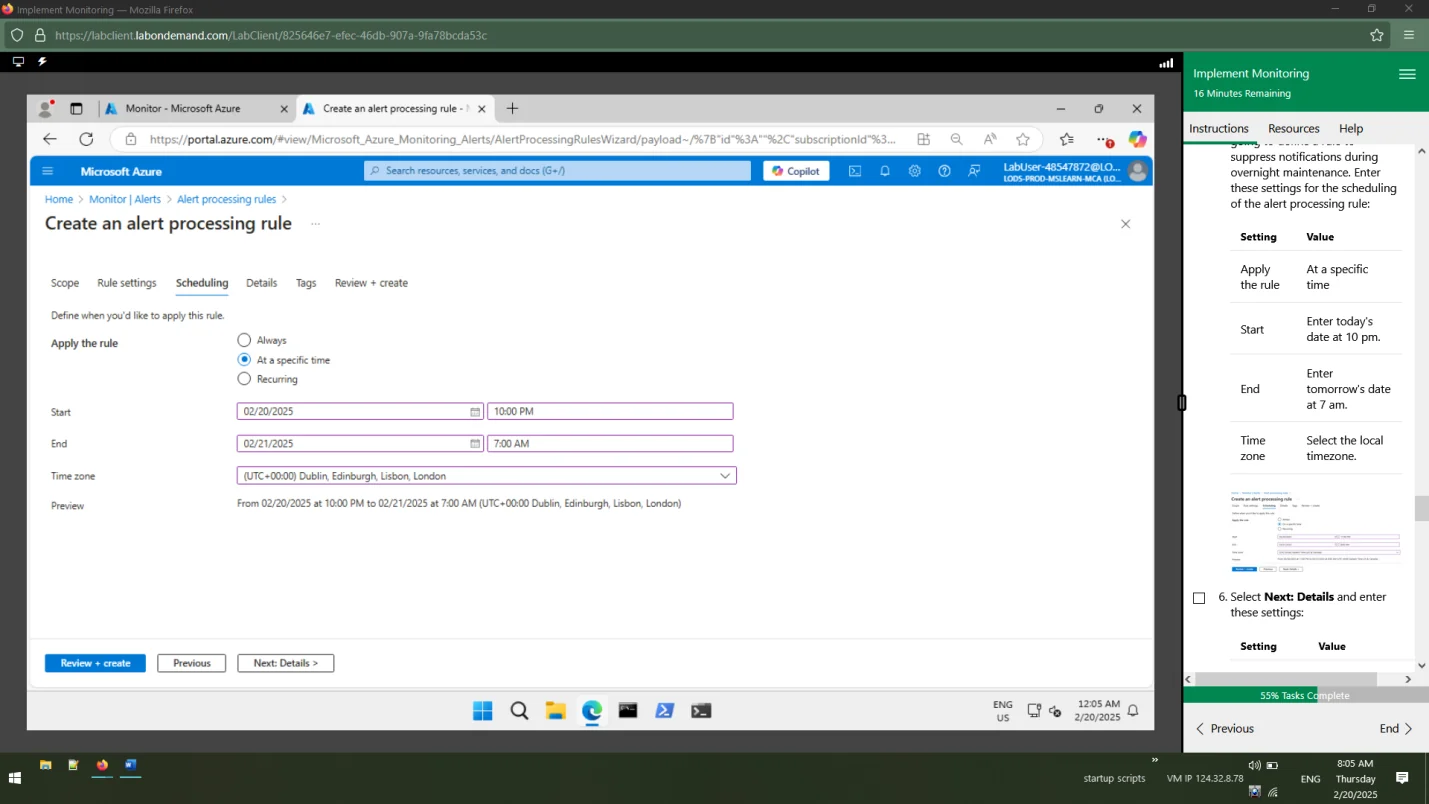 Implement Monitoring — Mozilla Firefox
https://labclient.labondemand.com/LabClient/825646e7-efec-46db-907a-9fa78bcda53c
Monitor - Microsoft Azure
Create an alert processing rule -
https://portal.azure.com/#view/Microsoft_Azure_Monitoring_Alerts/AlertProcessingRulesWizard/payload~/%7B"id"%3A""%2C"subscriptionId"%3...
Microsoft Azure
Search resources, services, and docs (G+/)
Copilot
LabUser-48547872@LO...
LODS-PROD-MSLEARN-MCA (LO...
Home > Monitor | Alerts > Alert processing rules >
Create an alert processing rule ...
Scope
Rule settings
Scheduling
Details
Tags
Review + create
Define when you'd like to apply this rule.
Apply the rule
Always
At a specific time
Recurring
Start
02/20/2025
10:00 PM
End
02/21/2025
7:00 AM
Time zone
(UTC+00:00) Dublin, Edinburgh, Lisbon, London
Preview
From 02/20/2025 at 10:00 PM to 02/21/2025 at 7:00 AM (UTC+00:00 Dublin, Edinburgh, Lisbon, London)
Review + create
Previous
Next: Details >
ENG
US
12:05 AM
2/20/2025
Implement Monitoring
16 Minutes Remaining
Instructions
Resources
Help
going to define a rule to
suppress notifications during
overnight maintenance. Enter
these settings for the scheduling
of the alert processing rule:
Setting
Value
Apply
the rule
At a specific
time
Start
Enter today's
date at 10 pm.
End
Enter
tomorrow's date
at 7 am.
Time
zone
Select the local
timezone.
Create an alert processing rule
6. Select Next: Details and enter
these settings:
Setting
Value
55% Tasks Complete
< Previous
End >
startup scripts
»
VM IP 124.32.8.78
ENG
8:05 AM
Thursday
2/20/2025